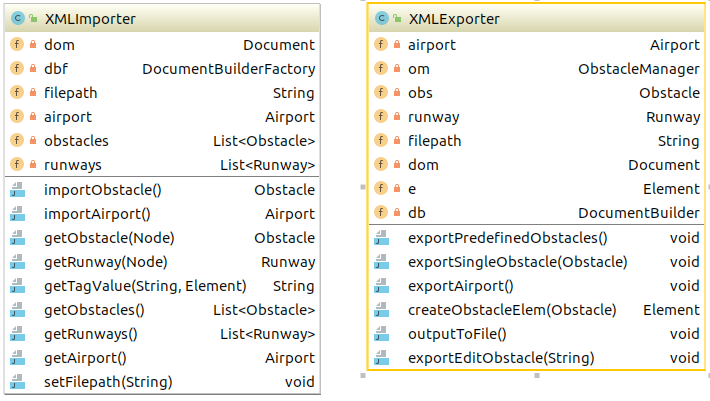 XMLImporter
dom Document
dbf DocumentBuilderFactory
filepath String
airport Airport
obstacles List<Obstacle>
runways List<Runway>
importObstacle() Obstacle
importAirport() Airport
getObstacle(Node) Obstacle
getRunway(Node) Runway
getTagValue(String, Element) String
getObstacles() List<Obstacle>
getRunways() List<Runway>
getAirport() Airport
setFilepath(String) void
XMLExporter
airport Airport
om ObstacleManager
obs Obstacle
runway Runway
filepath String
dom Document
e Element
db DocumentBuilder
exportPredefinedObstacles() void
exportSingleObstacle(Obstacle) void
exportAirport() void
createObstacleElem(Obstacle) Element
outputToFile() void
exportEditObstacle(String) void